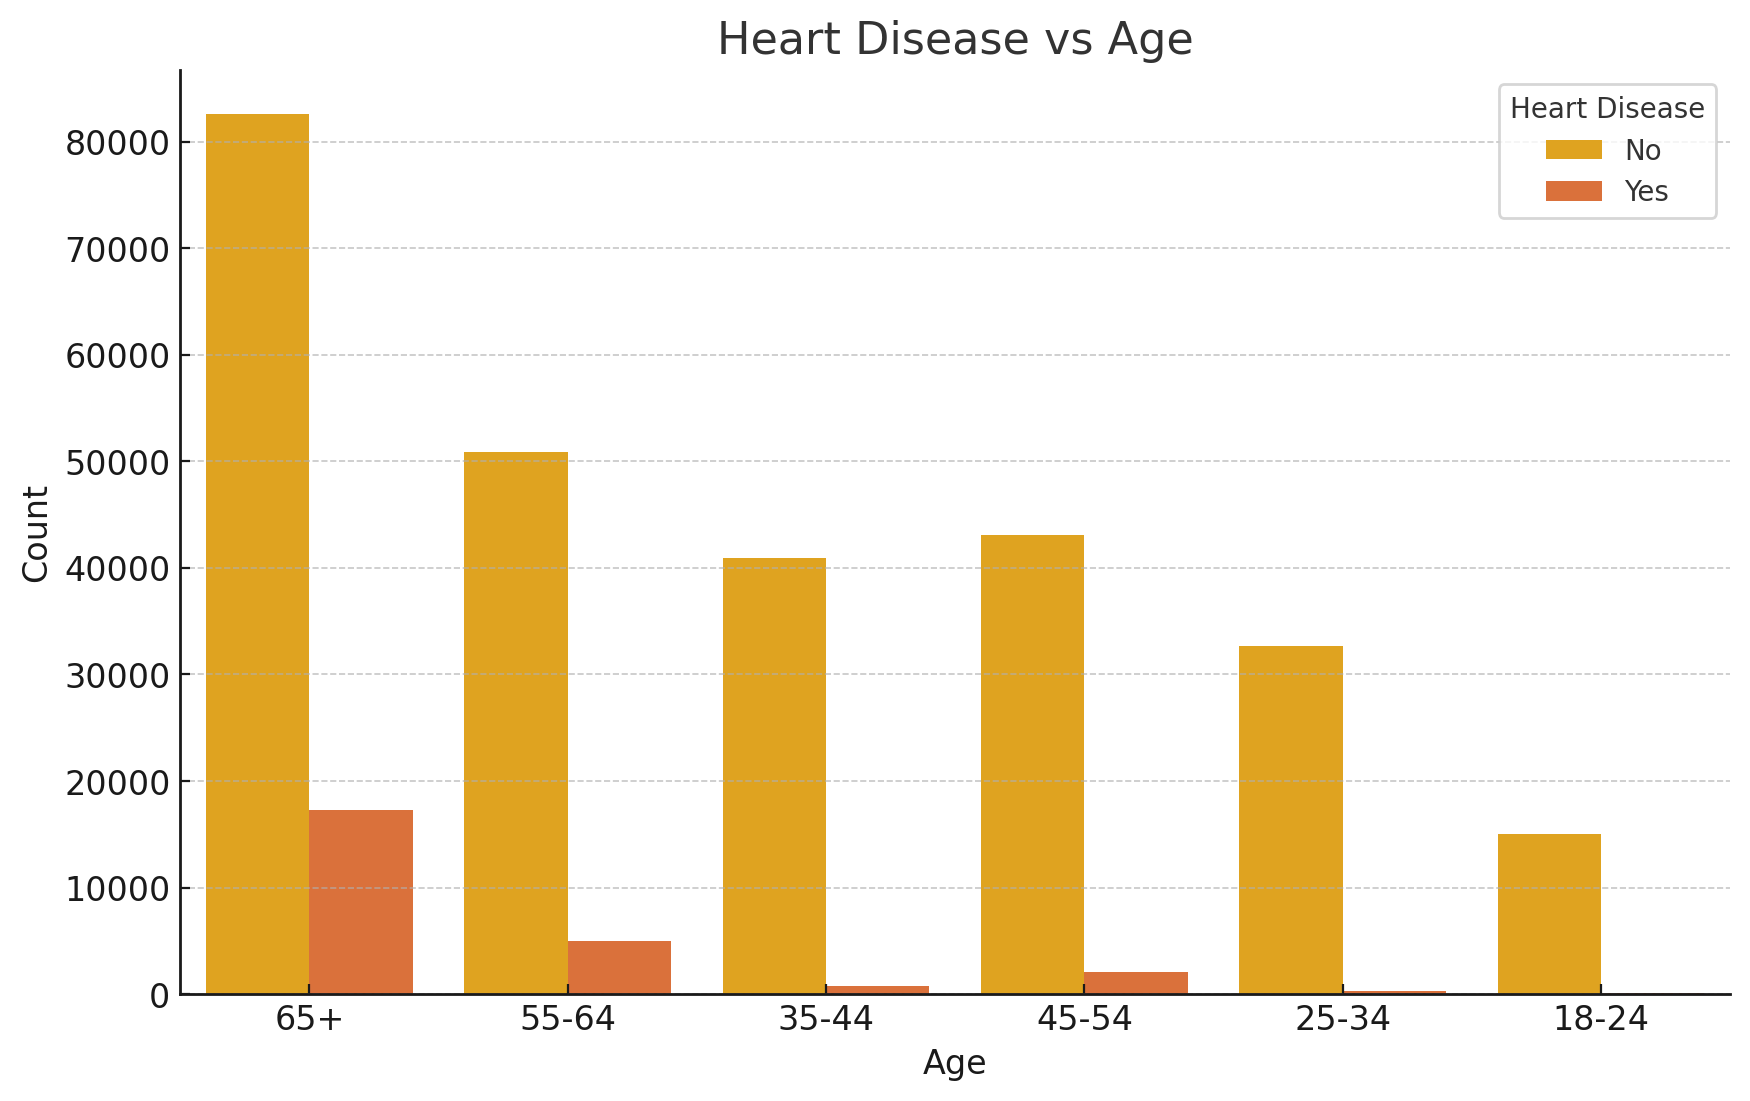 Heart Disease vs Age
Heart Disease
No
Yes
80000
70000
60000
50000
40000
30000
20000
10000
0
Count
65+ 55-64 35-44 45-54 25-34 18-24
Age